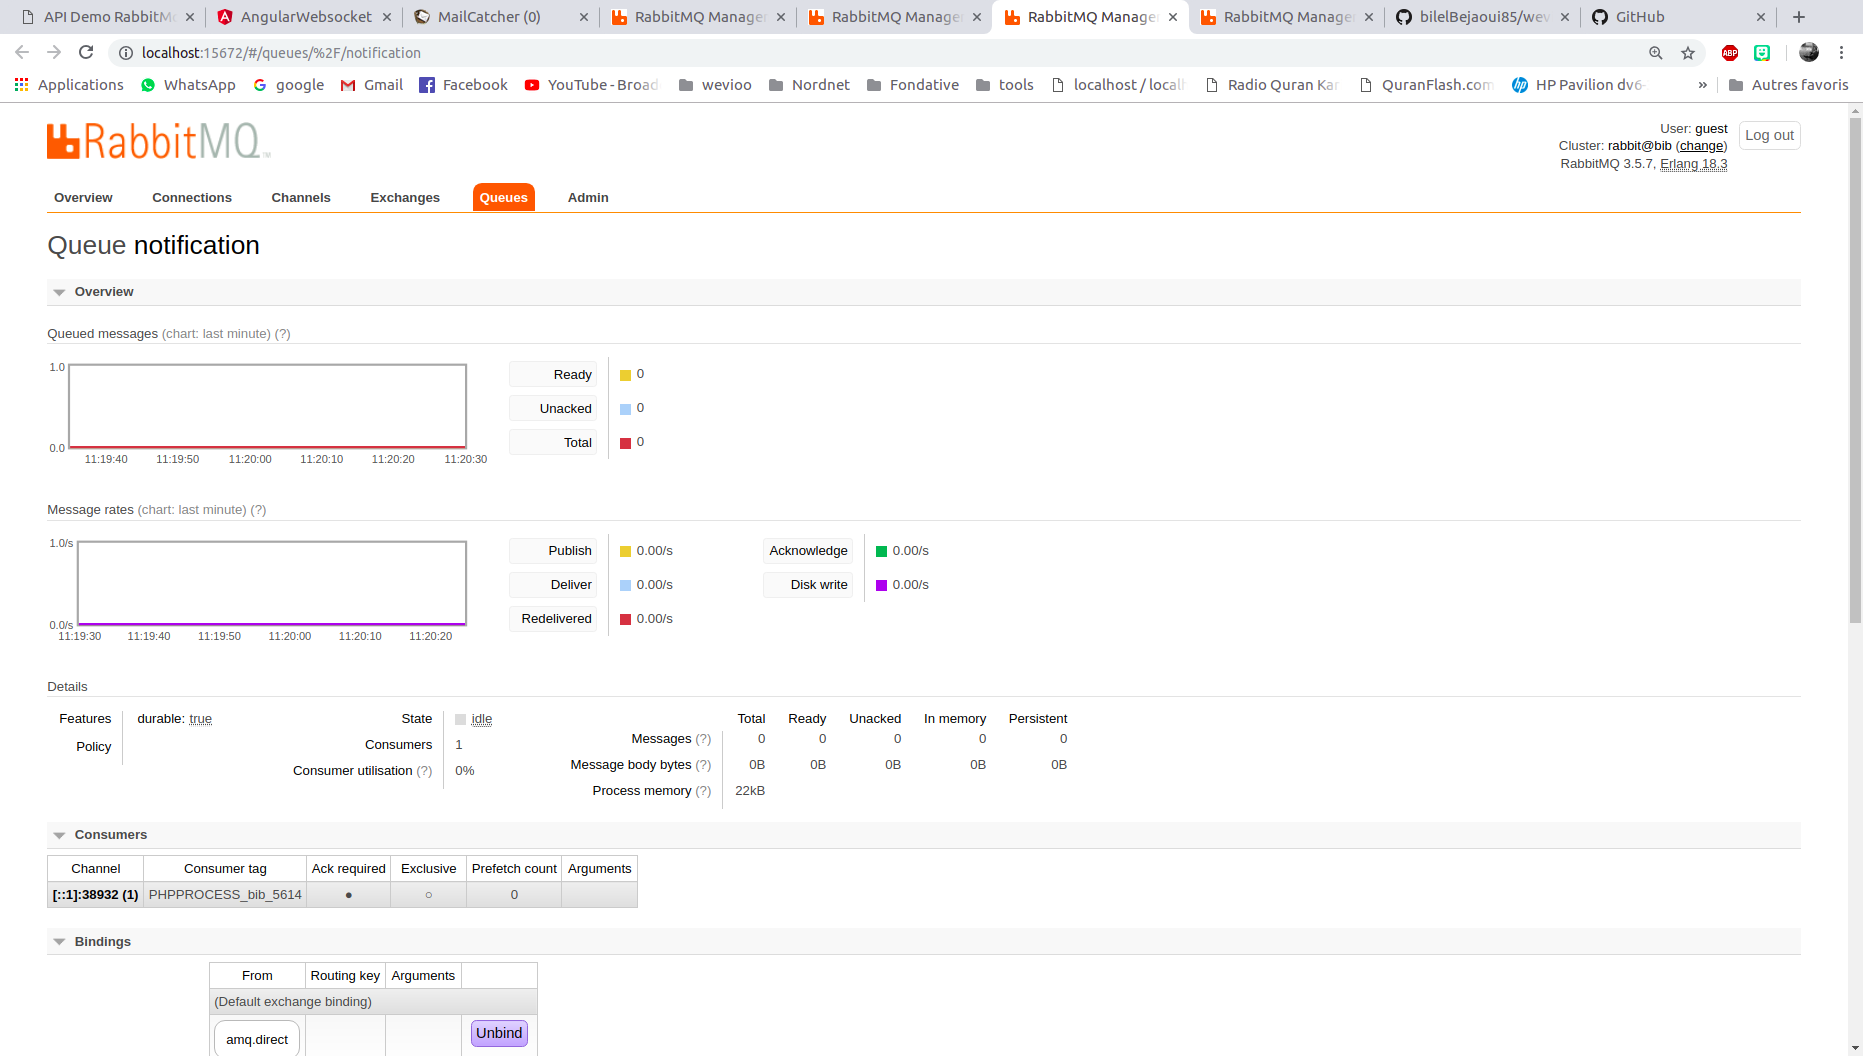 API Demo RabbitM
AngularWebsocket
MailCatcher (0)
RabbitMQ Manage
RabbitMQ Manage
RabbitMQ Manage
RabbitMQ Manage
bilelBejaoui85/wev
GitHub
localhost:15672/#/queues/%2F/notification
ABP
Applications
WhatsApp
google
Gmail
Facebook
YouTube - Broad
wevioo
Nordnet
Fondative
tools
localhost / local
Radio Quran Kar
QuranFlash.com
HP Pavilion dv6-
»
Autres favoris
RabbitMQ™
User: guest
Cluster: rabbit@bib (change)
RabbitMQ 3.5.7, Erlang 18.3
Log out
Overview Connections Channels Exchanges Queues Admin
Queue notification
Overview
Queued messages (chart: last minute) (?)
1.0
0.0
11:19:40 11:19:50 11:20:00 11:20:10 11:20:20 11:20:30
Ready 0
Unacked 0
Total 0
Message rates (chart: last minute) (?)
1.0/s
0.0/s
11:19:30 11:19:40 11:19:50 11:20:00 11:20:10 11:20:20
Publish 0.00/s
Deliver 0.00/s
Redelivered 0.00/s
Acknowledge 0.00/s
Disk write 0.00/s
Details
Features durable: true
Policy
State idle
Consumers 1
Consumer utilisation (?) 0%
Total Ready Unacked In memory Persistent
Messages (?) 0 0 0 0 0
Message body bytes (?) 0B 0B 0B 0B 0B
Process memory (?) 22kB
Consumers
Channel Consumer tag Ack required Exclusive Prefetch count Arguments
[::1]:38932 (1) PHPPROCESS_bib_5614 ● ○ 0
Bindings
From Routing key Arguments
(Default exchange binding)
amq.direct Unbind